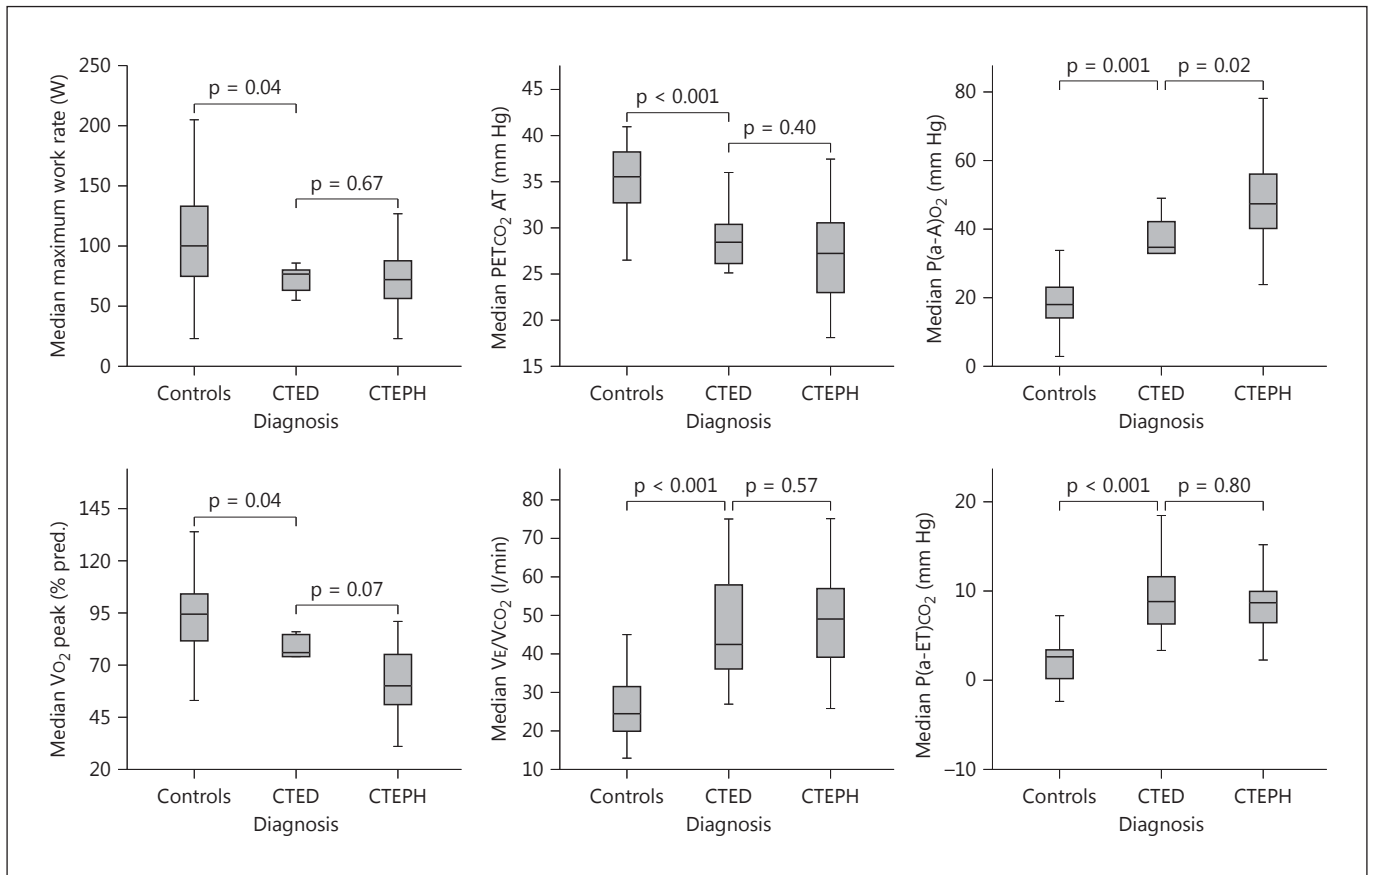 Median maximum work rate (W)
250
200
150
100
50
0
p = 0.04
p = 0.67
Controls CTED CTEPH
Diagnosis
Median PETCO2 AT (mm Hg)
45
40
35
30
25
20
15
p < 0.001
p = 0.40
Controls CTED CTEPH
Diagnosis
Median P(a-A)O2 (mm Hg)
80
60
40
20
0
p = 0.001 p = 0.02
Controls CTED CTEPH
Diagnosis
Median VO2 peak (% pred.)
145
120
95
70
45
20
p = 0.04
p = 0.07
Controls CTED CTEPH
Diagnosis
Median VE/VCO2 (l/min)
80
70
60
50
40
30
20
10
p < 0.001 p = 0.57
Controls CTED CTEPH
Diagnosis
Median P(a-ET)CO2 (mm Hg)
20
10
0
–10
p < 0.001 p = 0.80
Controls CTED CTEPH
Diagnosis